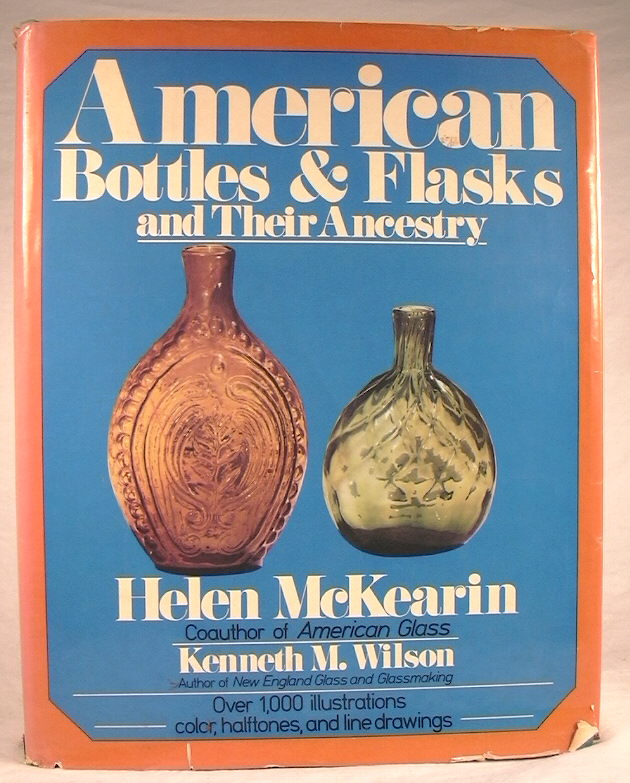 American
Bottles & Flasks
and Their Ancestry
Helen McKearin
Coauthor of American Glass
Kenneth M. Wilson
Author of New England Glass and Glassmaking
Over 1,000 illustrations
color, halftones, and line drawings